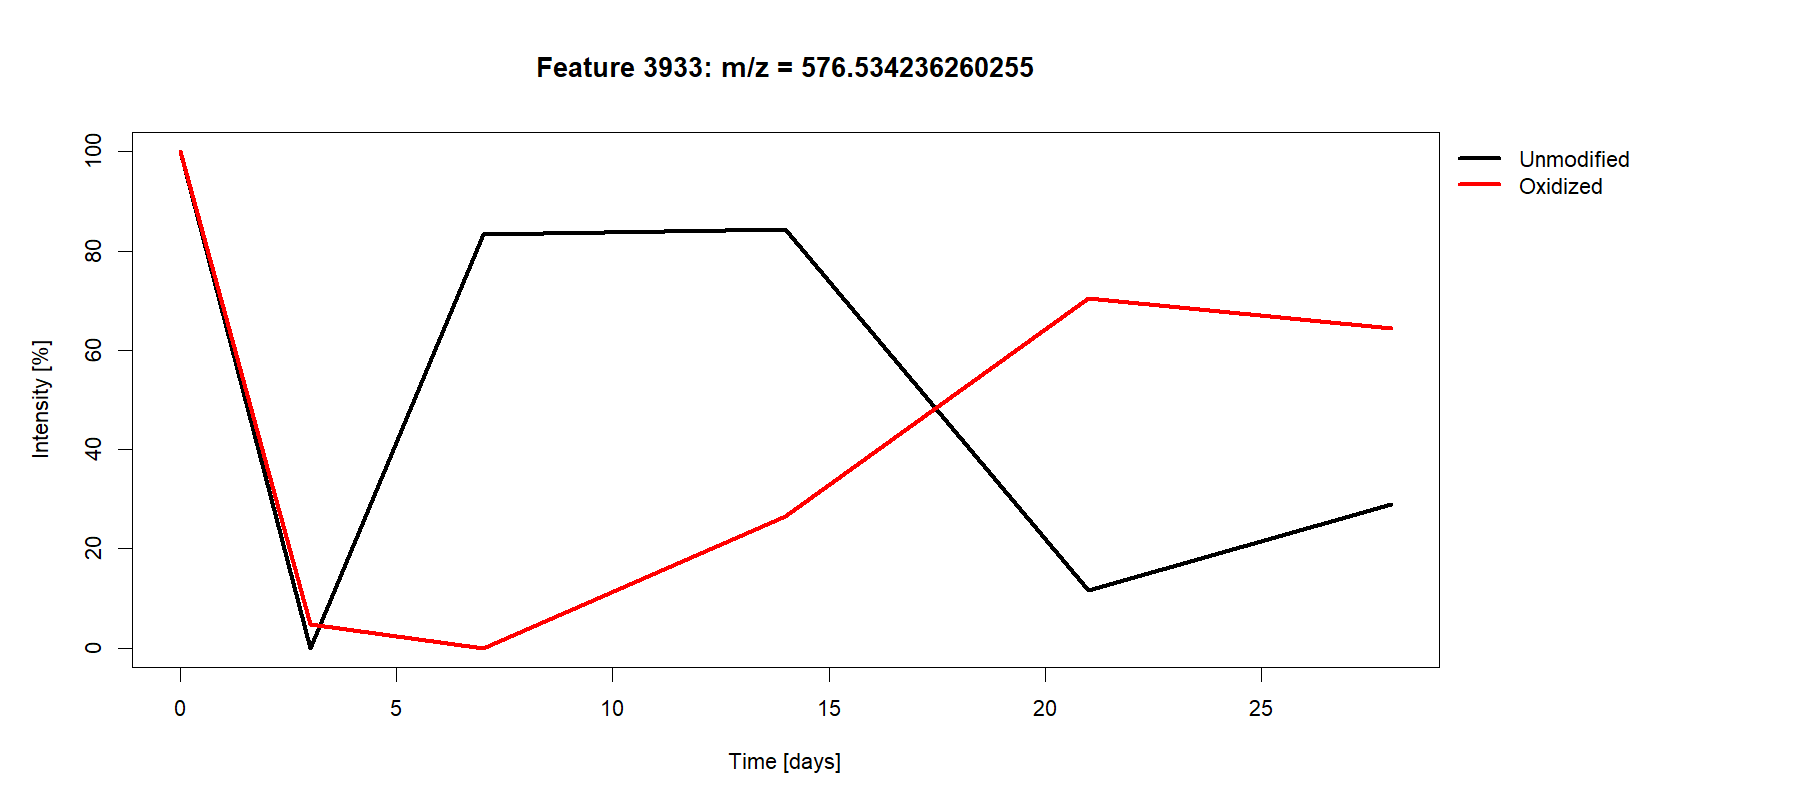 Feature 3933: m/z = 576.534236260255
Unmodified
Oxidized
Intensity [%]
100
80
60
40
20
0
0 5 10 15 20 25
Time [days]